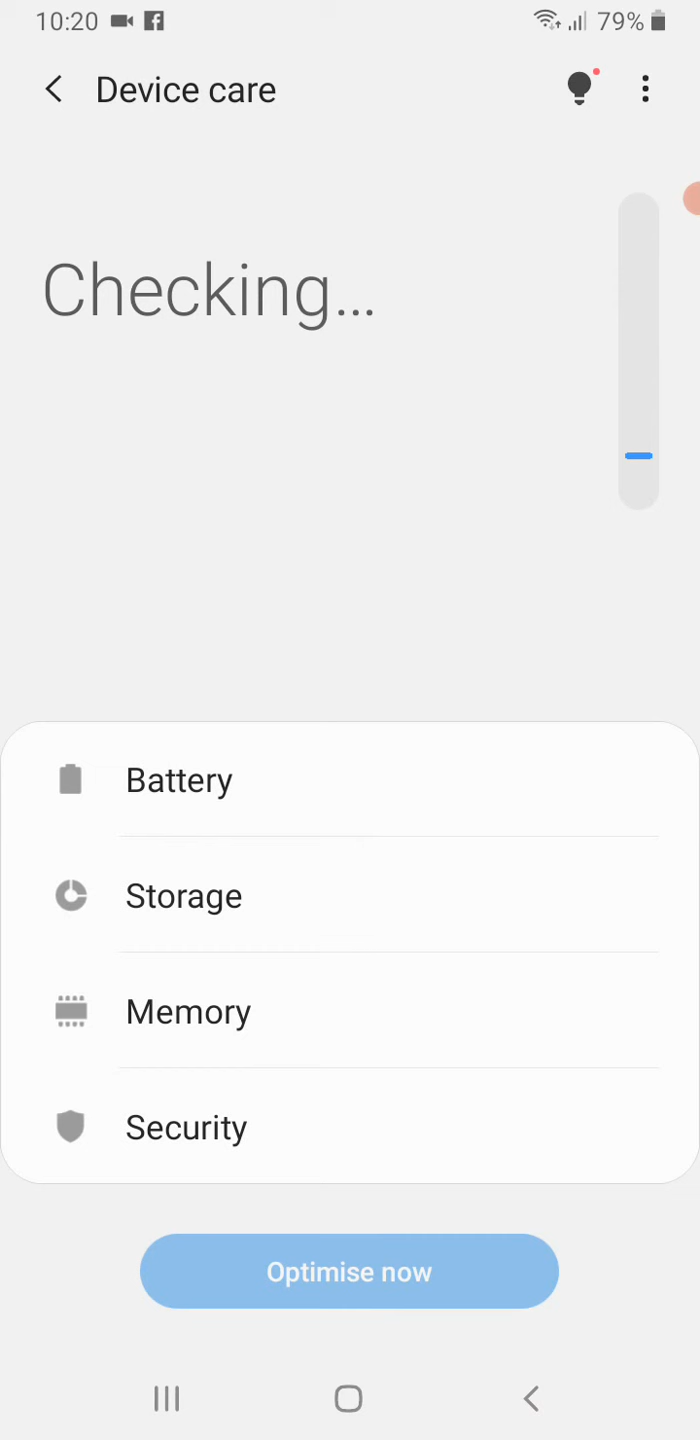 10:20 79%
Device care
Checking...
Battery
Storage
Memory
Security
Optimise now